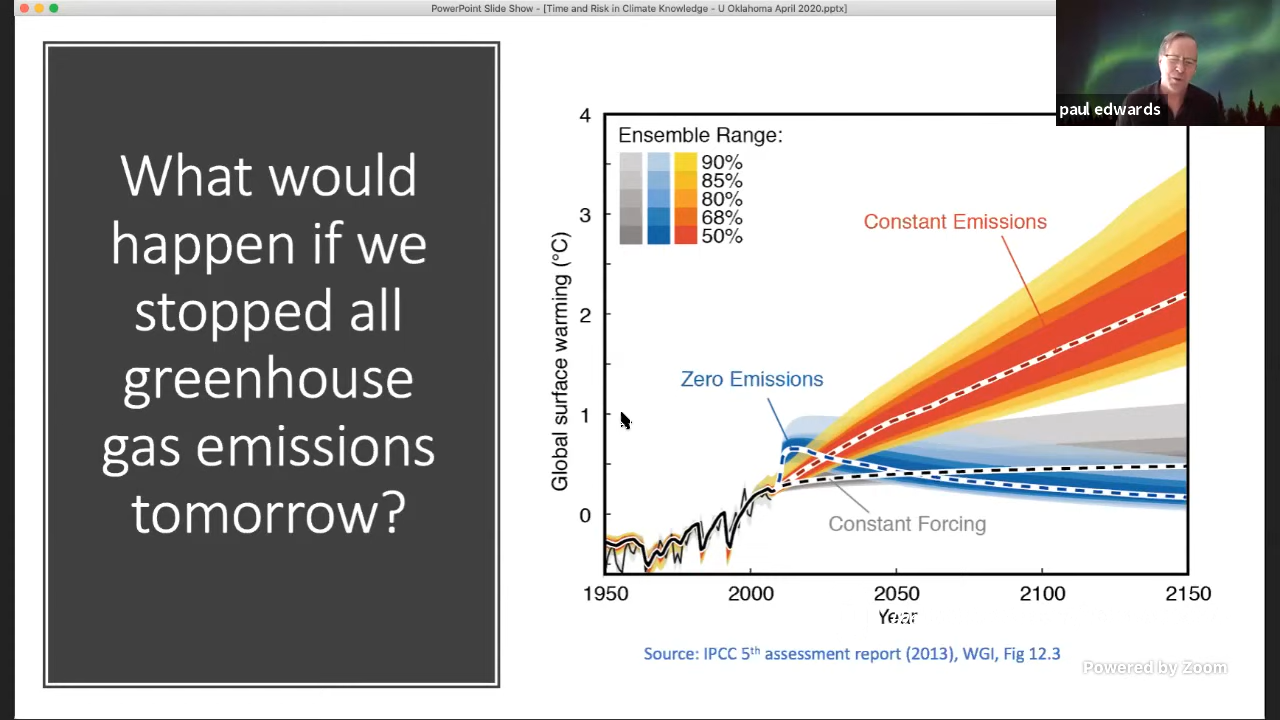 PowerPoint Slide Show - [Time and Risk in Climate Knowledge - U Oklahoma April 2020.pptx]
paul edwards
What would
happen if we
stopped all
greenhouse
gas emissions
tomorrow?
4
3
2
1
0
Global surface warming (°C)
Ensemble Range:
90%
85%
80%
68%
50%
Constant Emissions
Zero Emissions
Constant Forcing
1950
2000
2050
2100
2150
Year
Source: IPCC 5th assessment report (2013), WGI, Fig 12.3
Powered by Zoom